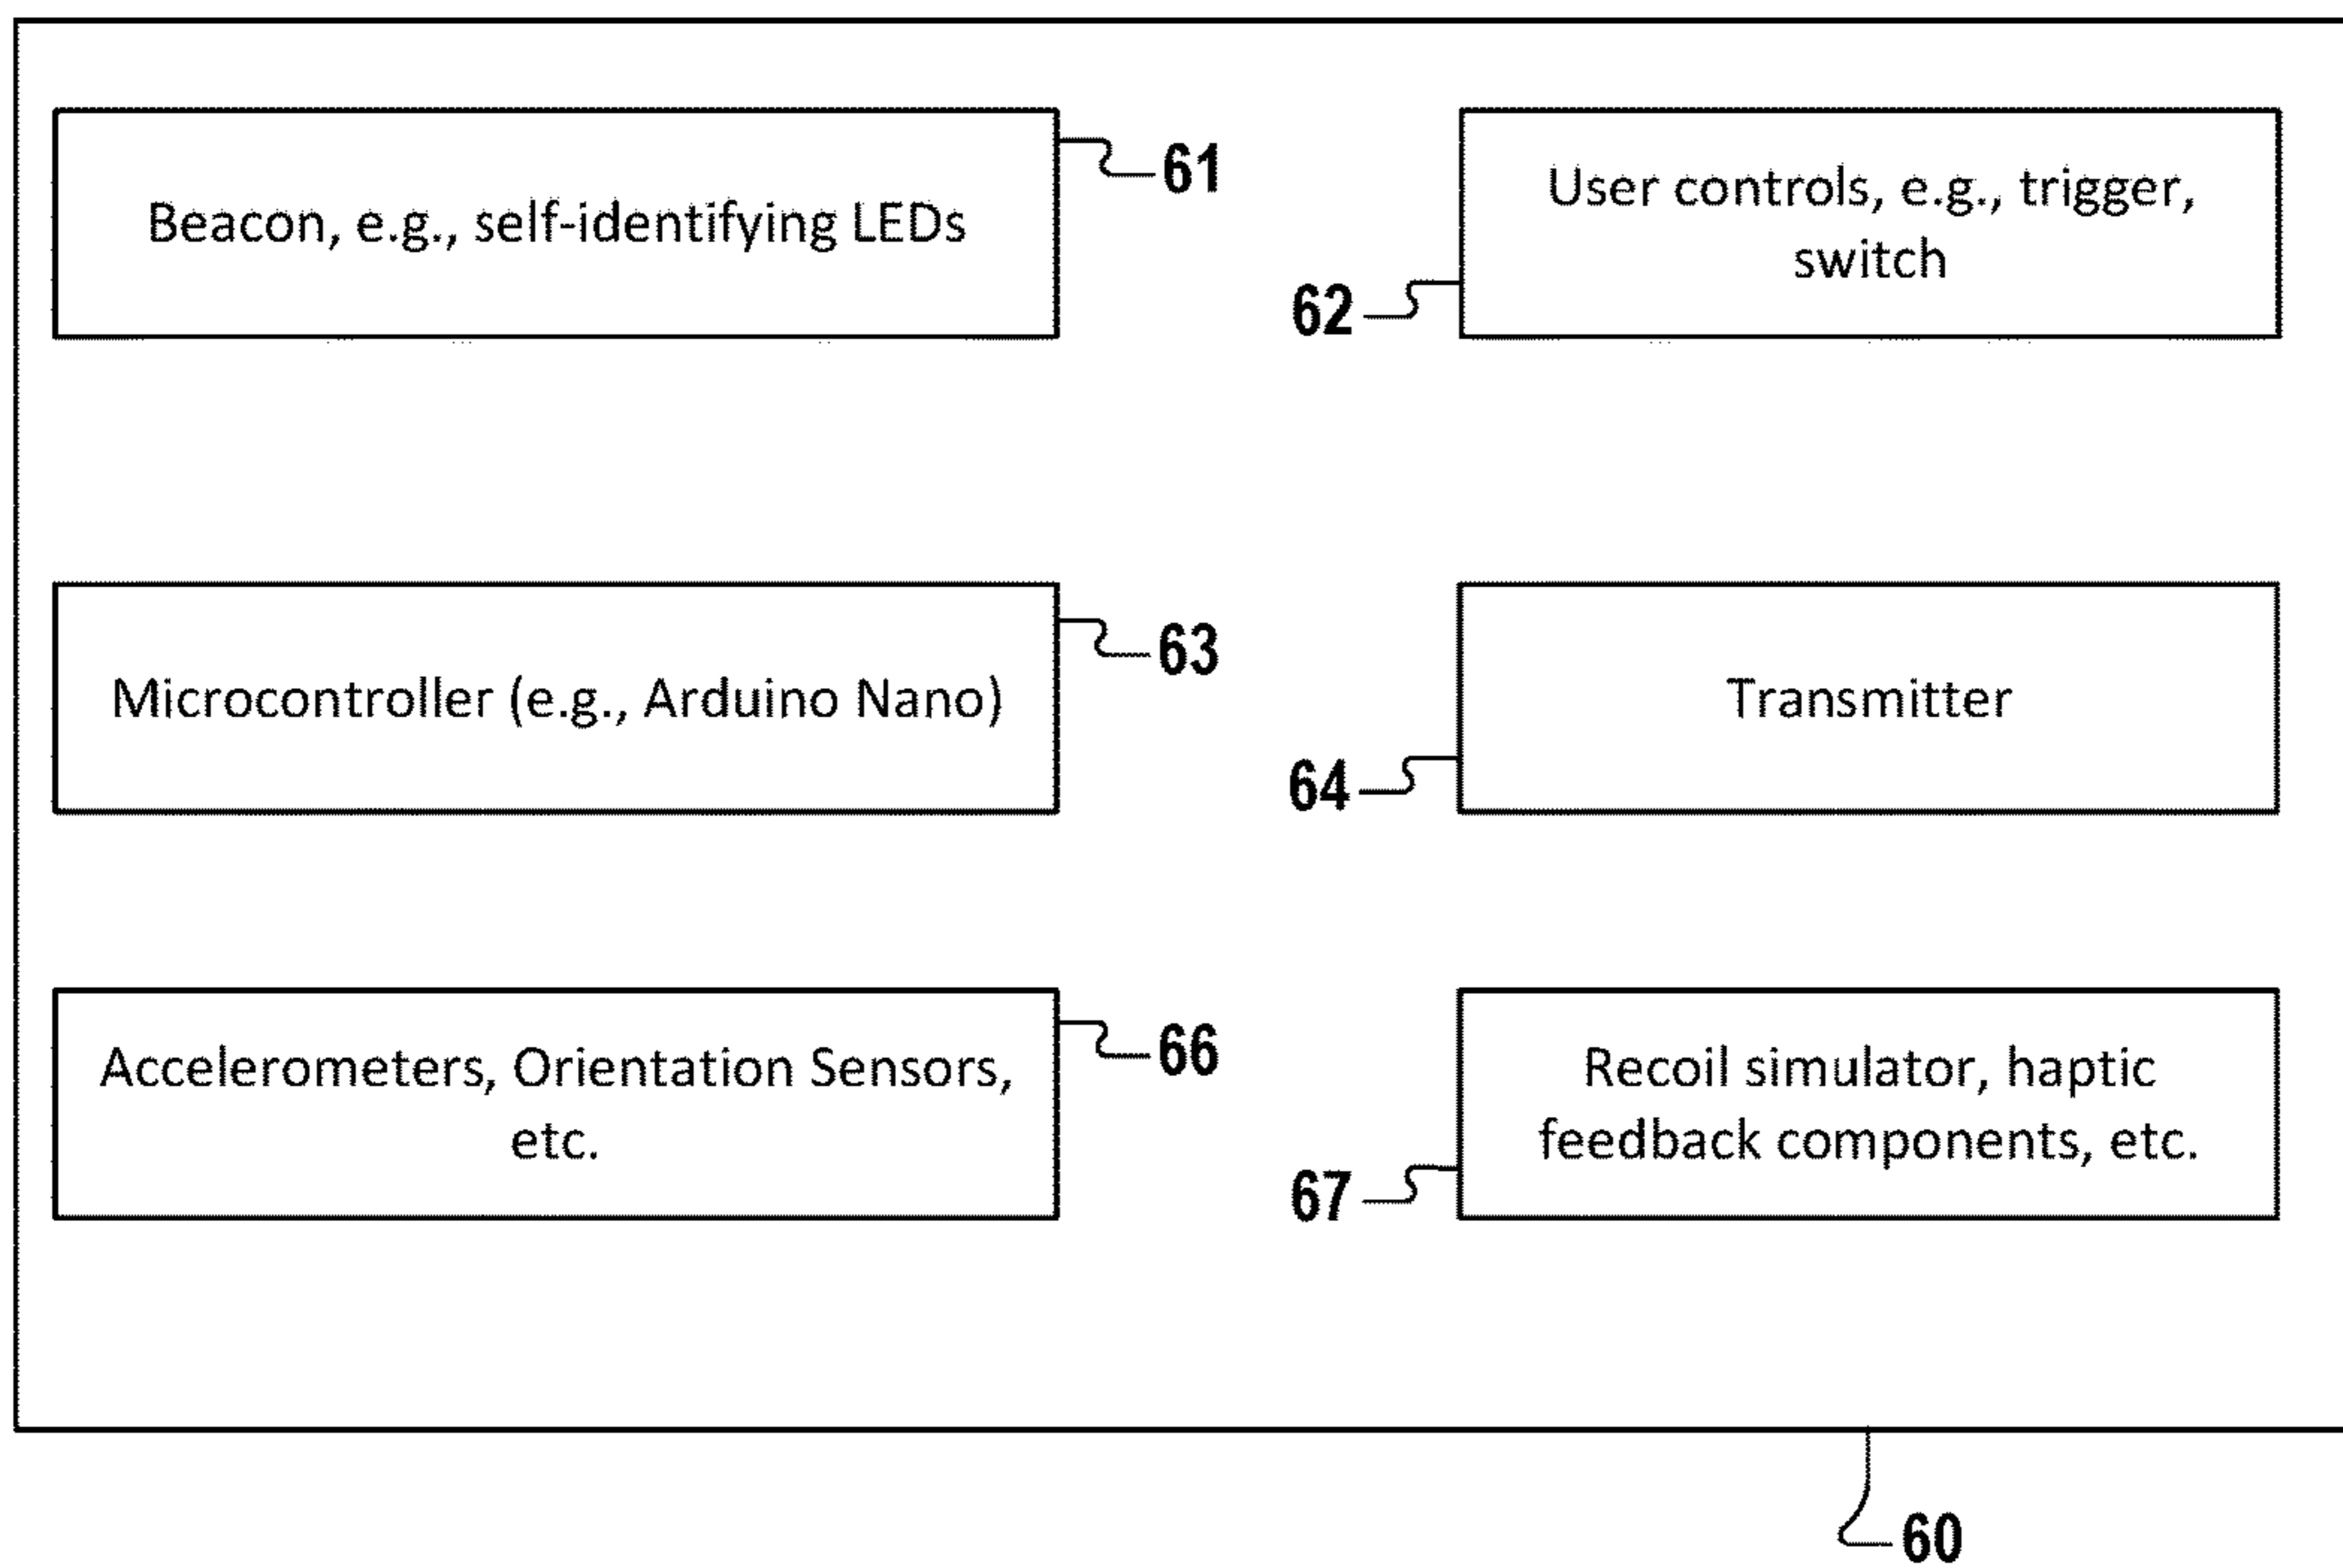 Beacon, e.g., self-identifying LEDs
61
User controls, e.g., trigger,
switch
62
Microcontroller (e.g., Arduino Nano)
63
Transmitter
64
Accelerometers, Orientation Sensors,
etc.
66
Recoil simulator, haptic
feedback components, etc.
67
60